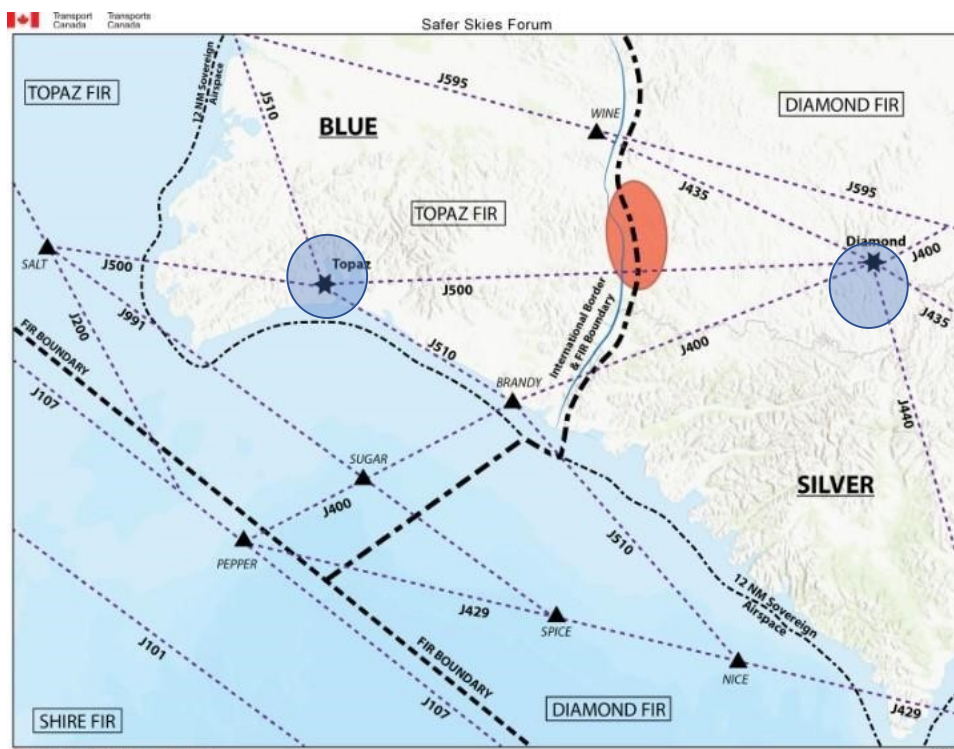 Transport Canada
Transports Canada
Safer Skies Forum
TOPAZ FIR
12 NM Sovereign
Airspace
J510
BLUE
J595
WINE
DIAMOND FIR
J435
J595
TOPAZ FIR
SALT
J500
Topaz
J500
Diamond
J400
J435
J200
J991
J510
International Border
& FIR Boundary
J400
FIR BOUNDARY
J107
BRANDY
J440
SUGAR
SILVER
J400
PEPPER
J510
J429
SPICE
12 NM Sovereign
Airspace
J101
FIR BOUNDARY
NICE
J107
SHIRE FIR
DIAMOND FIR
J429